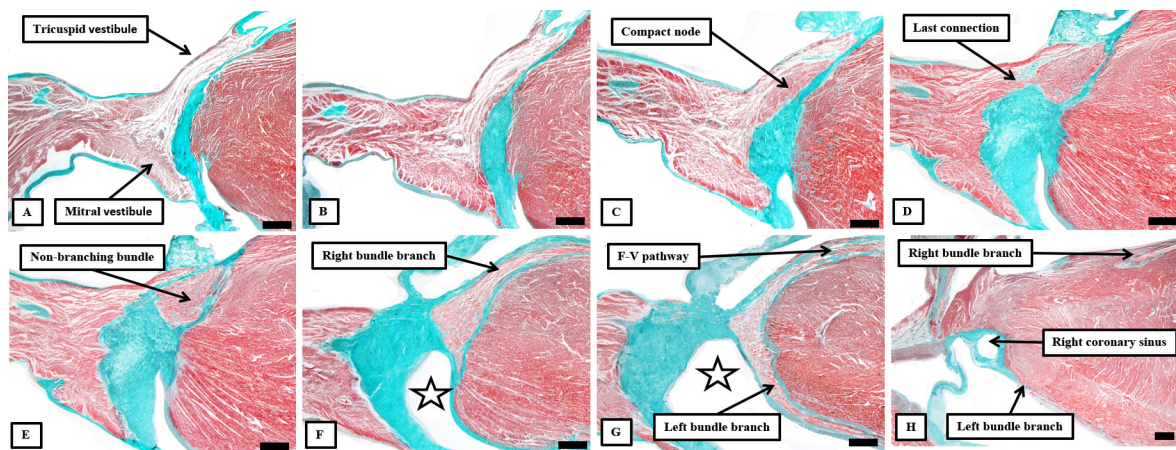 Tricuspid vestibule
Mitral vestibule
A
B
Compact node
C
Last connection
D
Non-branching bundle
E
Right bundle branch
F
F-V pathway
Left bundle branch
G
Right bundle branch
Right coronary sinus
Left bundle branch
H